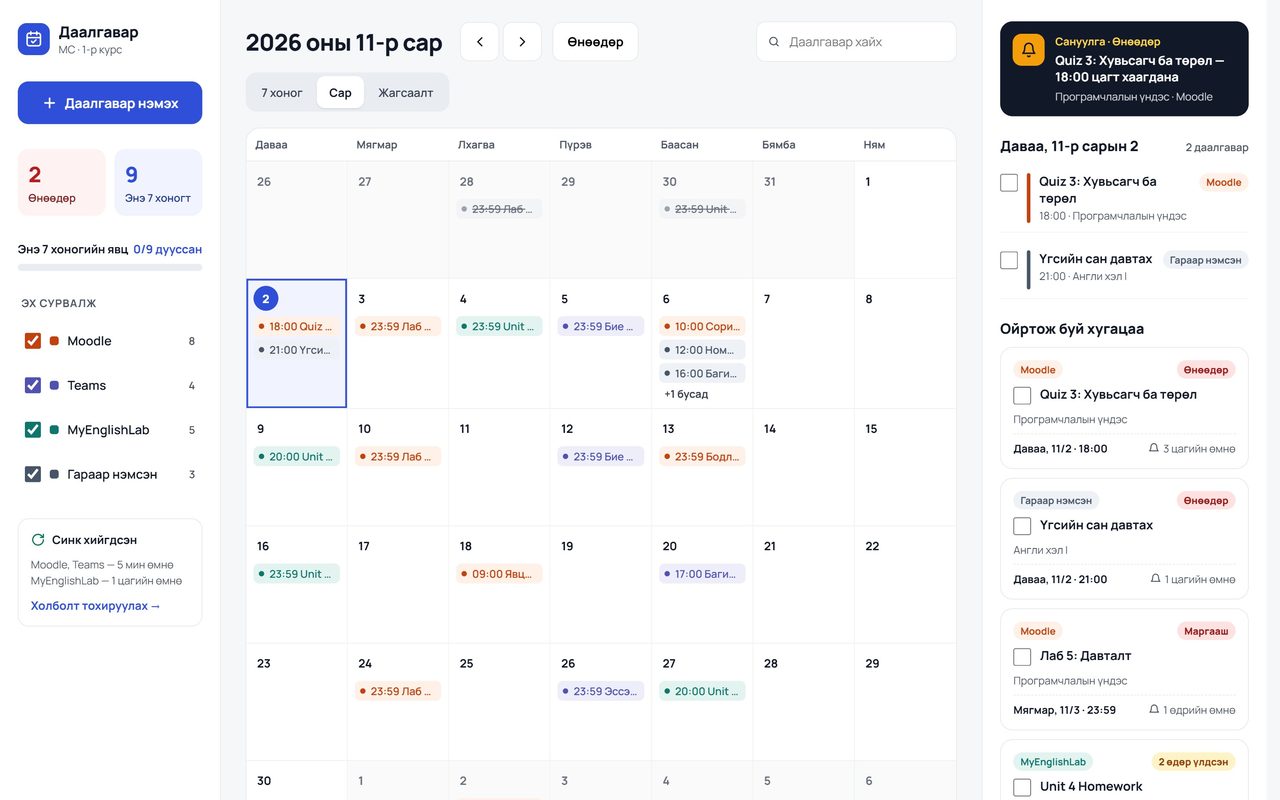 Даалгавар
МС · 1-р курс
+ Даалгавар нэмэх
2
Өнөөдөр
9
Энэ 7 хоногт
Энэ 7 хоногийн явц 0/9 дууссан
ЭХ СУРВАЛЖ
Moodle 8
Teams 4
MyEnglishLab 5
Гараар нэмсэн 3
Синк хийгдсэн
Moodle, Teams — 5 мин өмнө
MyEnglishLab — 1 цагийн өмнө
Холболт тохируулах →
2026 оны 11-р сар
Өнөөдөр
Даалгавар хайх
7 хоног Сар Жагсаалт
Даваа Мягмар Лхагва Пүрэв Баасан Бямба Ням
26 27 28 29 30 31 1
23:59 Лаб ... 23:59 Unit ...
2 3 4 5 6 7 8
18:00 Quiz ... 23:59 Лаб ... 23:59 Unit ... 23:59 Бие ... 10:00 Сори...
21:00 Үгси... 12:00 Ном...
16:00 Баги...
+1 бусад
9 10 11 12 13 14 15
20:00 Unit ... 23:59 Лаб ... 23:59 Бие ... 23:59 Бодл...
16 17 18 19 20 21 22
23:59 Unit ... 09:00 Явц... 17:00 Баги...
23 24 25 26 27 28 29
23:59 Лаб ... 23:59 Эссэ... 20:00 Unit ...
30 1 2 3 4 5 6
Сануулга · Өнөөдөр
Quiz 3: Хувьсагч ба төрөл —
18:00 цагт хаагдана
Програмчлалын үндэс · Moodle
Даваа, 11-р сарын 2 2 даалгавар
Quiz 3: Хувьсагч ба Moodle
төрөл
18:00 · Програмчлалын үндэс
Үгсийн сан давтах Гараар нэмсэн
21:00 · Англи хэл I
Ойртож буй хугацаа
Moodle Өнөөдөр
Quiz 3: Хувьсагч ба төрөл
Програмчлалын үндэс
Даваа, 11/2 · 18:00 3 цагийн өмнө
Гараар нэмсэн Өнөөдөр
Үгсийн сан давтах
Англи хэл I
Даваа, 11/2 · 21:00 1 цагийн өмнө
Moodle Маргааш
Лаб 5: Давталт
Програмчлалын үндэс
Мягмар, 11/3 · 23:59 1 өдрийн өмнө
MyEnglishLab 2 өдөр үлдсэн
Unit 4 Homework